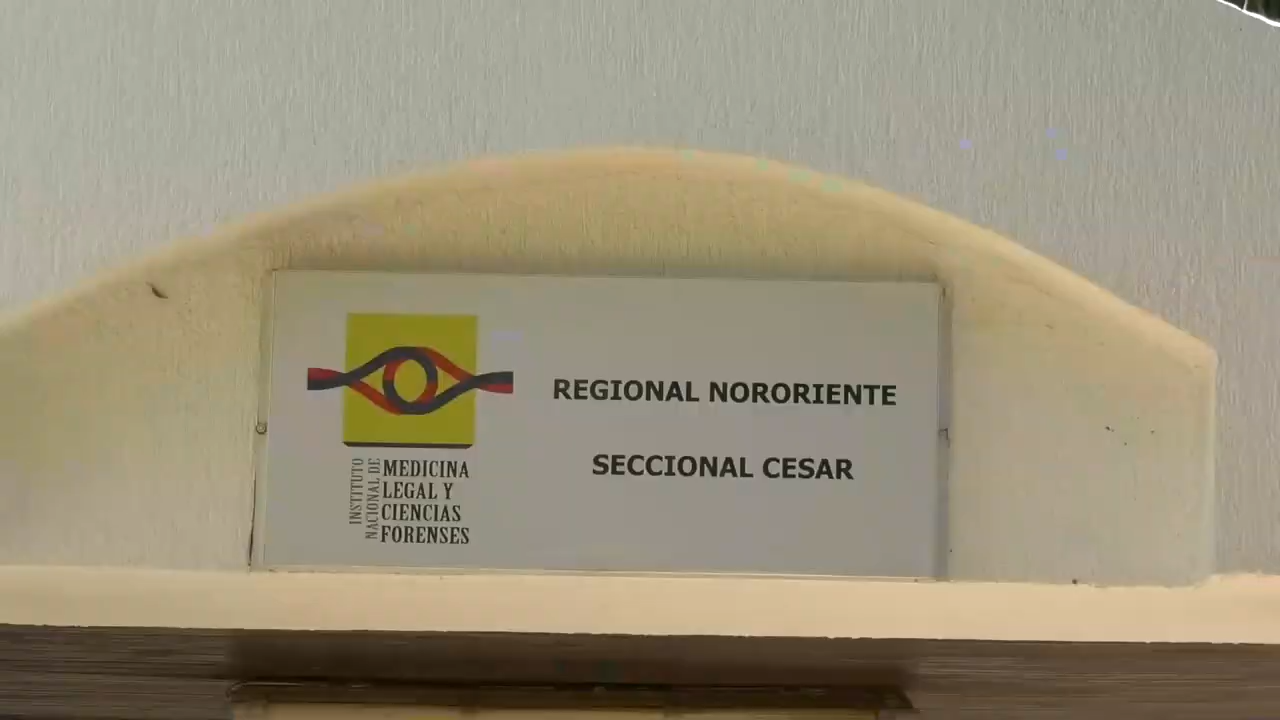 INSTITUTO
NACIONAL DE
MEDICINA
LEGAL Y
CIENCIAS
FORENSES
REGIONAL NORORIENTE
SECCIONAL CESAR